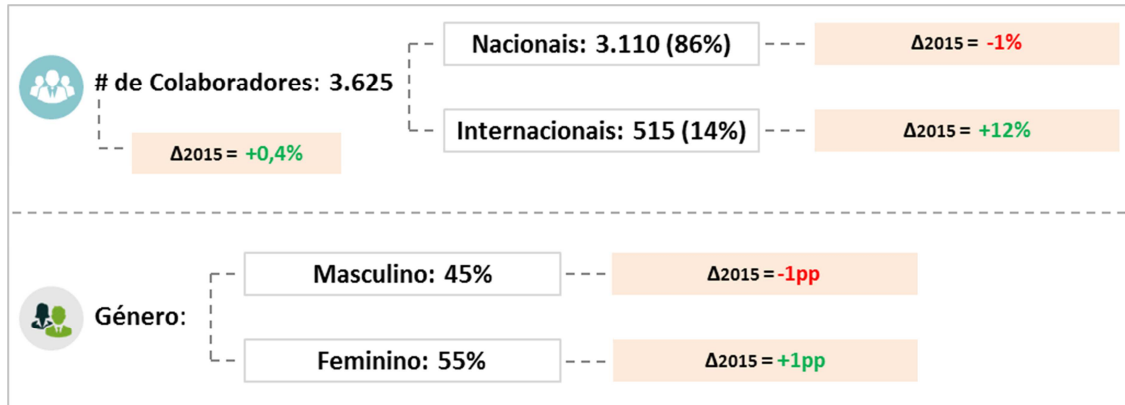 Nacionais: 3.110 (86%)
Δ2015 = -1%
# de Colaboradores: 3.625
Internacionais: 515 (14%)
Δ2015 = +12%
Δ2015 = +0,4%
Masculino: 45%
Δ2015 = -1pp
Género:
Feminino: 55%
Δ2015 = +1pp